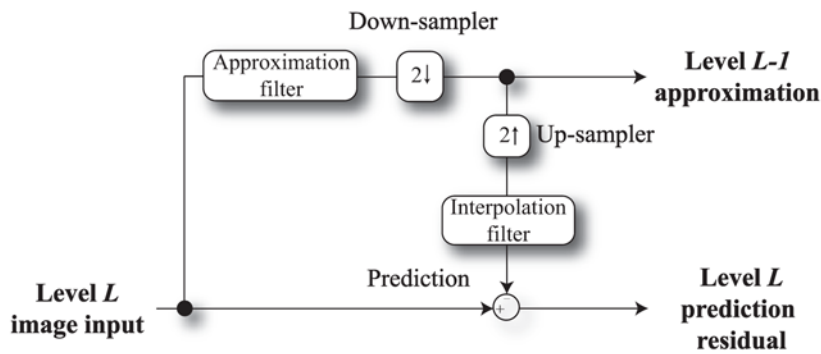 Down-sampler
Approximation
filter
2↓
Level L-1
approximation
2↑
Up-sampler
Interpolation
filter
Prediction
Level L
image input
+
-
Level L
prediction
residual